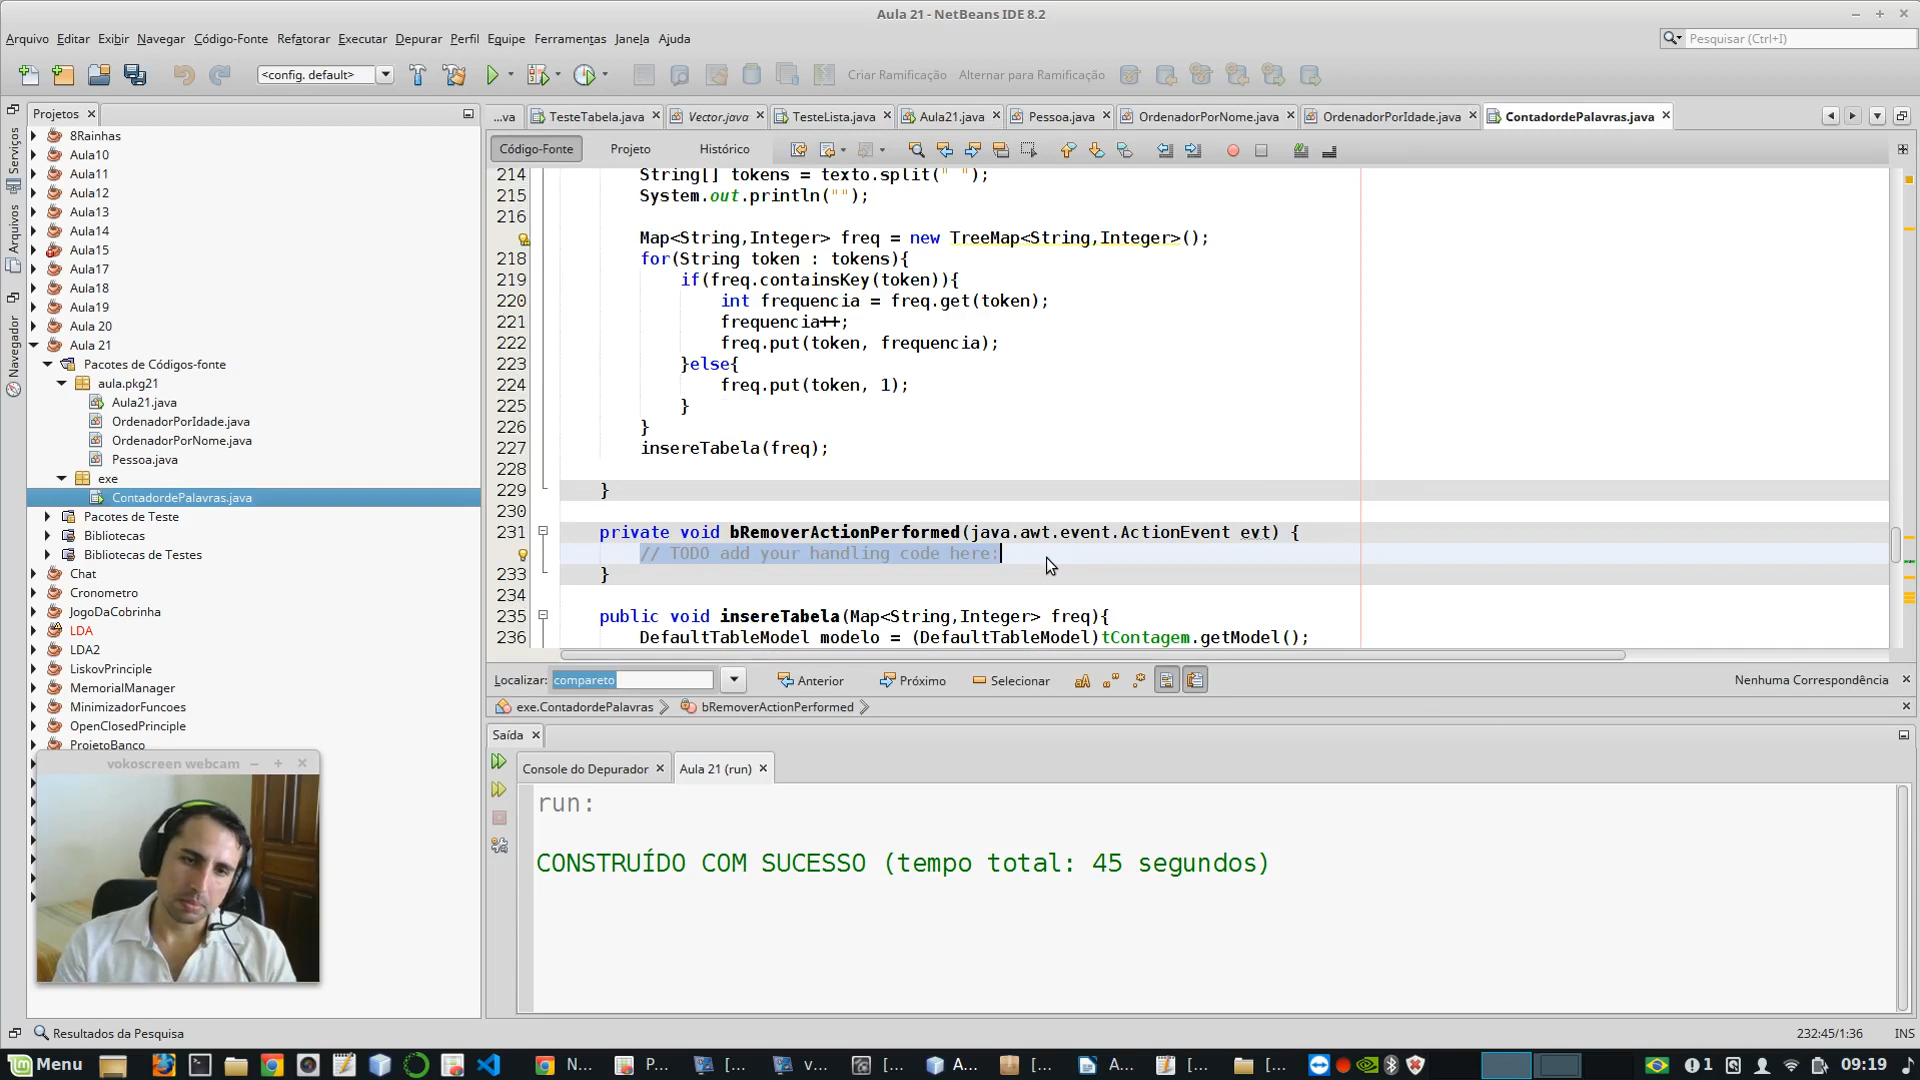 Aula 21 - NetBeans IDE 8.2
Arquivo Editar Exibir Navegar Código-Fonte Refatorar Executar Depurar Perfil Equipe Ferramentas Janela Ajuda
Pesquisar (Ctrl+I)
<config. default>
Criar Ramificação Alternar para Ramificação
Projetos
...va TesteTabela.java Vector.java TesteLista.java Aula21.java Pessoa.java OrdenadorPorNome.java OrdenadorPorIdade.java ContadordePalavras.java
Código-Fonte Projeto Histórico
Serviços
Arquivos
Navegador
8Rainhas
Aula10
Aula11
Aula12
Aula13
Aula14
Aula15
Aula17
Aula18
Aula19
Aula 20
Aula 21
Pacotes de Códigos-fonte
aula.pkg21
Aula21.java
OrdenadorPorIdade.java
OrdenadorPorNome.java
Pessoa.java
exe
ContadordePalavras.java
Pacotes de Teste
Bibliotecas
Bibliotecas de Testes
Chat
Cronometro
JogoDaCobrinha
LDA
LDA2
LiskovPrinciple
MemorialManager
MinimizadorFuncoes
OpenClosedPrinciple
ProjetoBanco
214 String[] tokens = texto.split(" ");
215 System.out.println("");
216
Map<String,Integer> freq = new TreeMap<String,Integer>();
218 for(String token : tokens){
219 if(freq.containsKey(token)){
220 int frequencia = freq.get(token);
221 frequencia++;
222 freq.put(token, frequencia);
223 }else{
224 freq.put(token, 1);
225 }
226 }
227 insereTabela(freq);
228
229 }
230
231 private void bRemoverActionPerformed(java.awt.event.ActionEvent evt) {
// TODO add your handling code here:
233 }
234
235 public void insereTabela(Map<String,Integer> freq){
236 DefaultTableModel modelo = (DefaultTableModel)tContagem.getModel();
Localizar: compareto Anterior Próximo Selecionar Nenhuma Correspondência
exe.ContadordePalavras bRemoverActionPerformed
Saída
Console do Depurador Aula 21 (run)
run:
CONSTRUÍDO COM SUCESSO (tempo total: 45 segundos)
vokoscreen webcam
Resultados da Pesquisa
232:45/1:36 INS
Menu N... P... [... v... [... A... [... A... [... [... 1 09:19